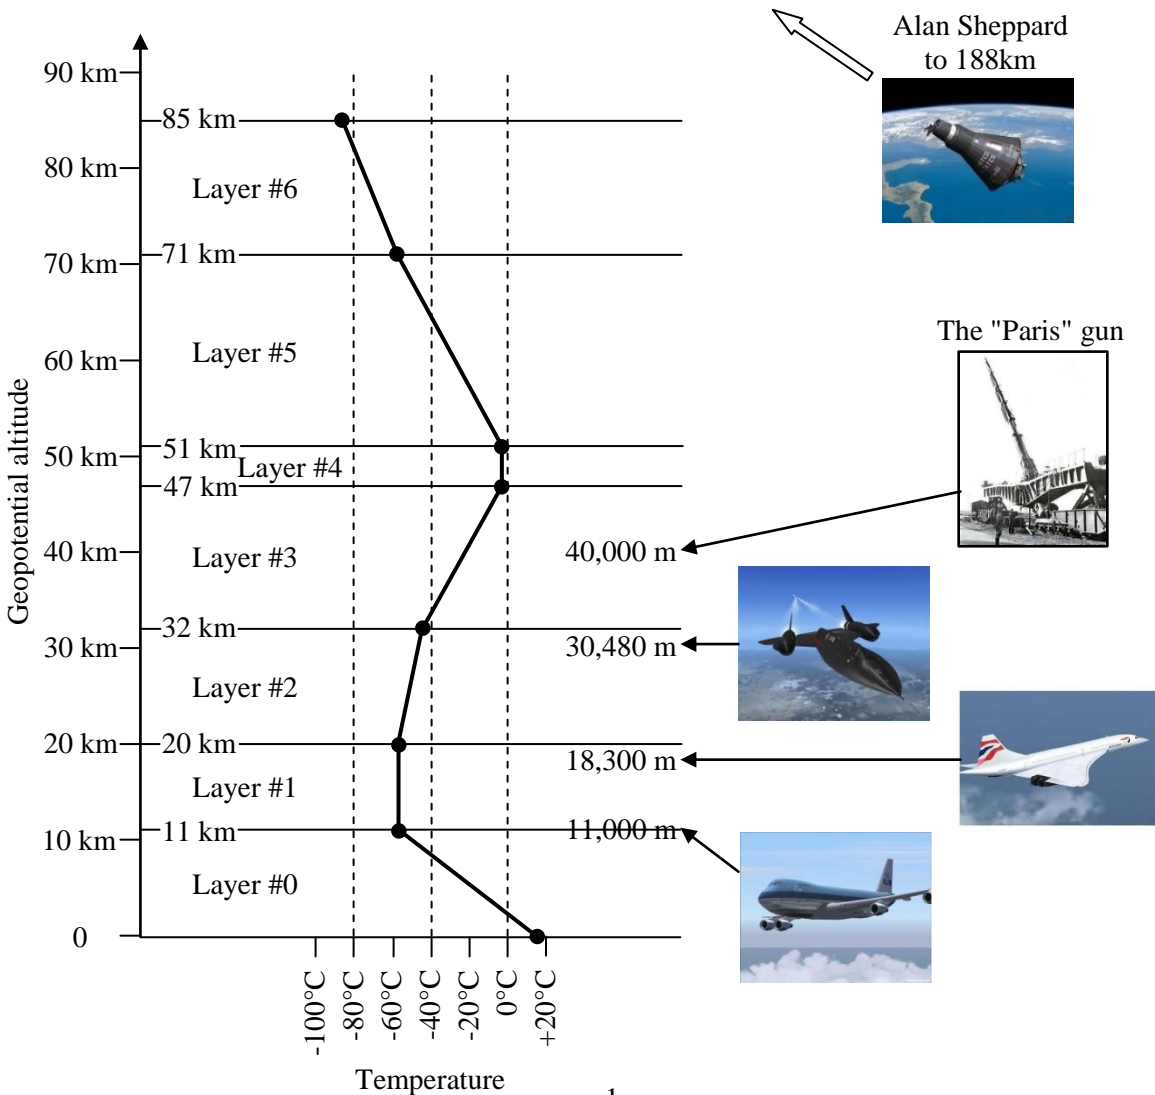 Alan Sheppard
to 188km
90 km
85 km
80 km
Layer #6
71 km
70 km
The "Paris" gun
Layer #5
60 km
51 km
50 km
Layer #4
47 km
Geopotential altitude
40 km
Layer #3
40,000 m
32 km
30 km
30,480 m
Layer #2
20 km
20 km
18,300 m
Layer #1
11 km
11,000 m
10 km
Layer #0
0
-100°C
-80°C
-60°C
-40°C
-20°C
0°C
+20°C
Temperature